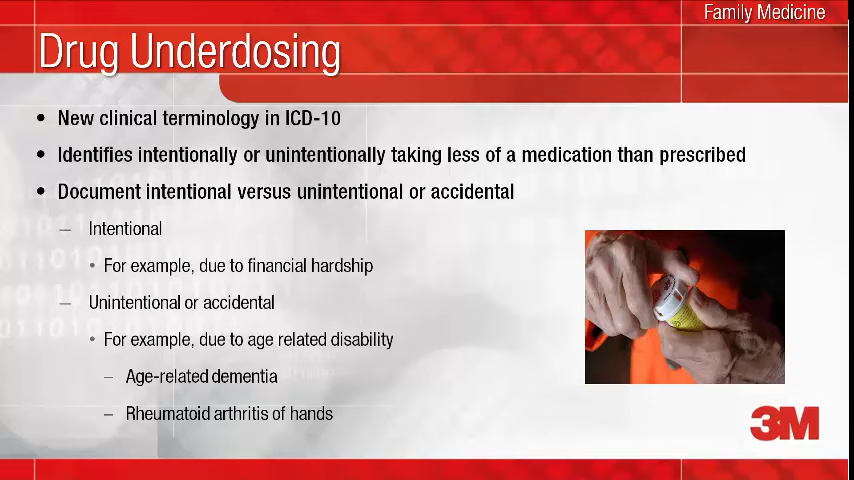 Family Medicine
Drug Underdosing
• New clinical terminology in ICD-10
• Identifies intentionally or unintentionally taking less of a medication than prescribed
• Document intentional versus unintentional or accidental
– Intentional
• For example, due to financial hardship
– Unintentional or accidental
• For example, due to age related disability
– Age-related dementia
– Rheumatoid arthritis of hands
3M